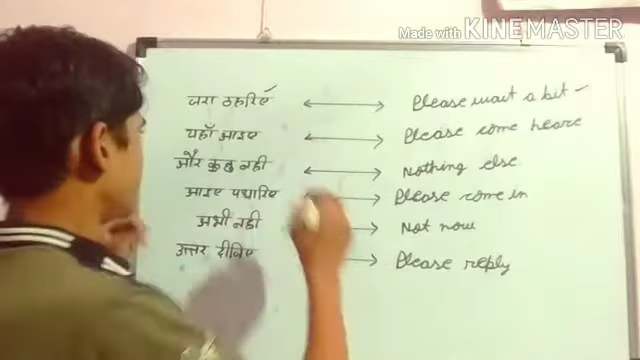 Made with KINEMASTER
जरा ठहरिए Please wait a bit
यहाँ आइए Please come heare
और कुछ नही Nothing else
आइए पधारिए Please come in
अभी नही Not now
उत्तर दीजिए Please reply